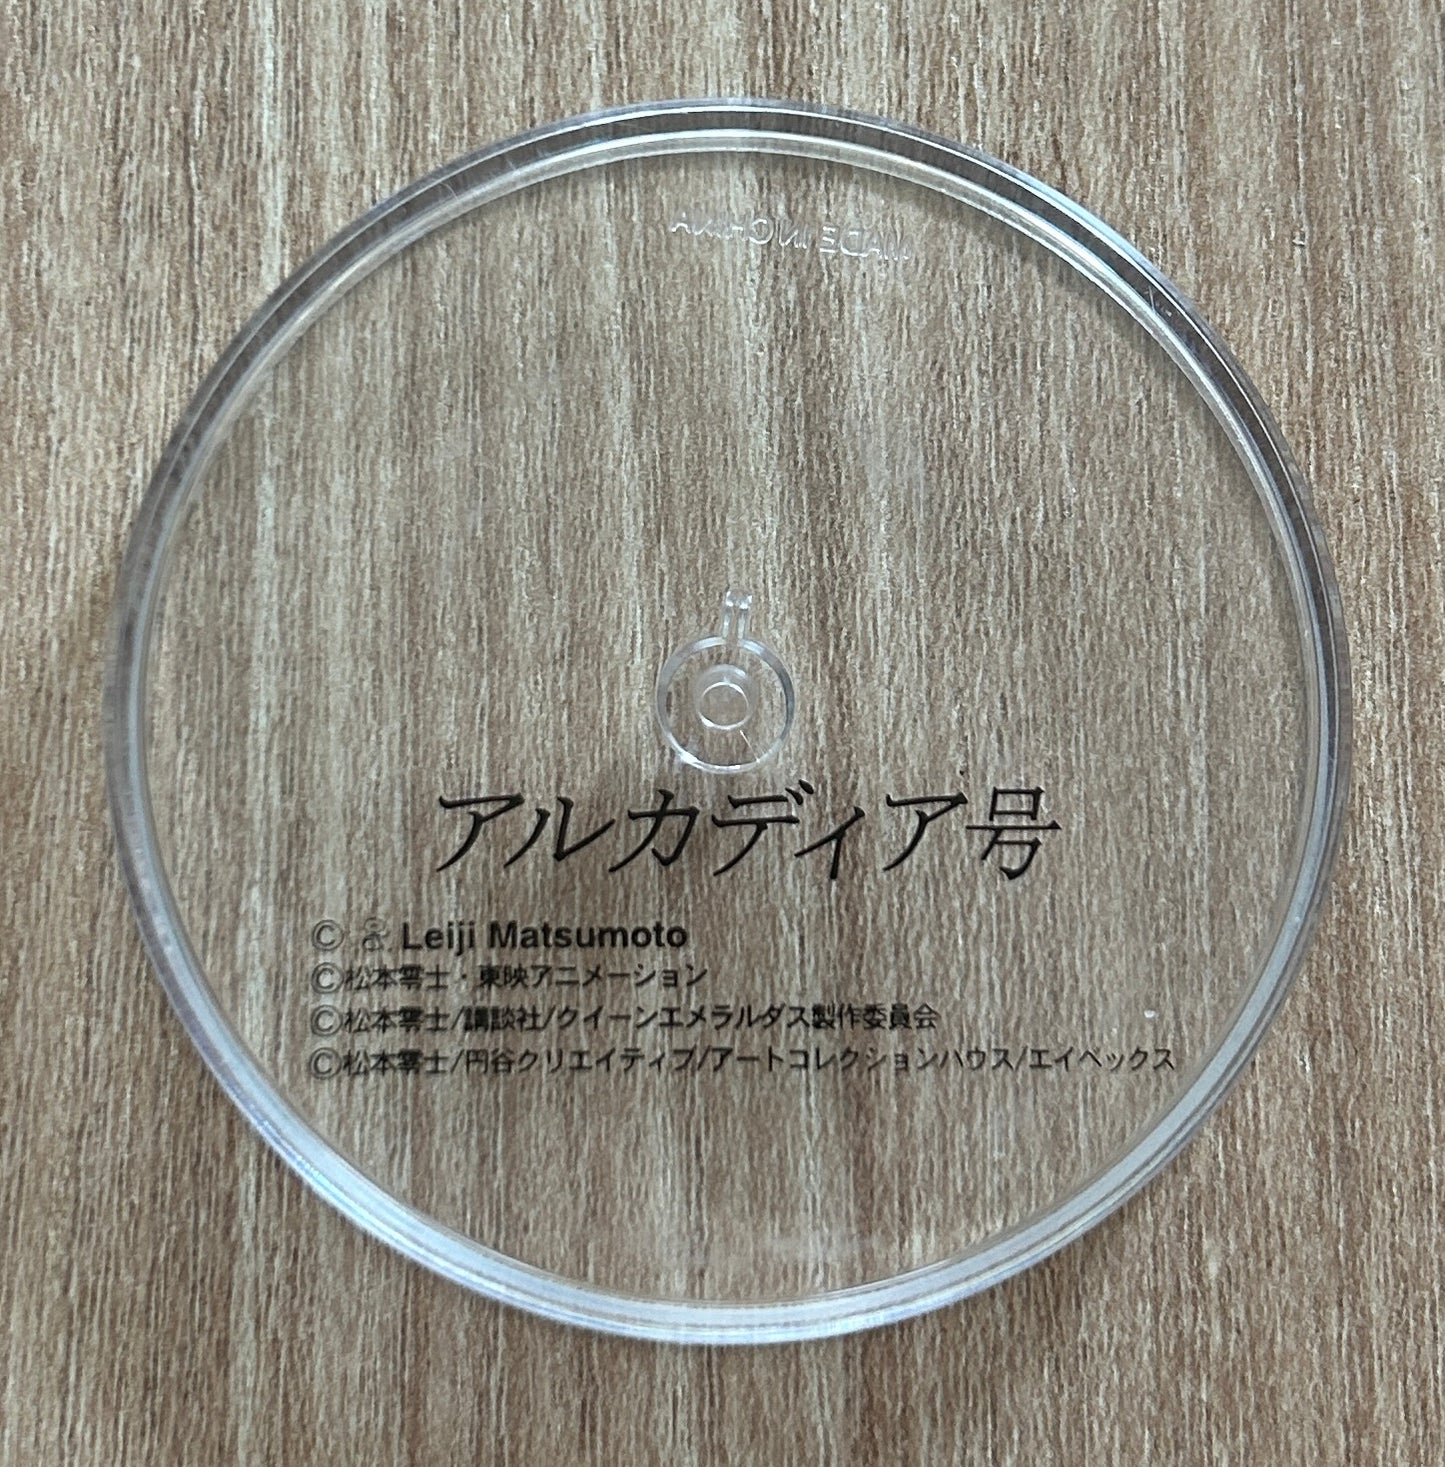 MADE IN CHINA
アルカディア号
© Leiji Matsumoto
©松本零士・東映アニメーション
©松本零士/講談社/クイーンエメラルダス製作委員会
©松本零士/円谷クリエイティブ/アートコレクションハウス/エイベックス